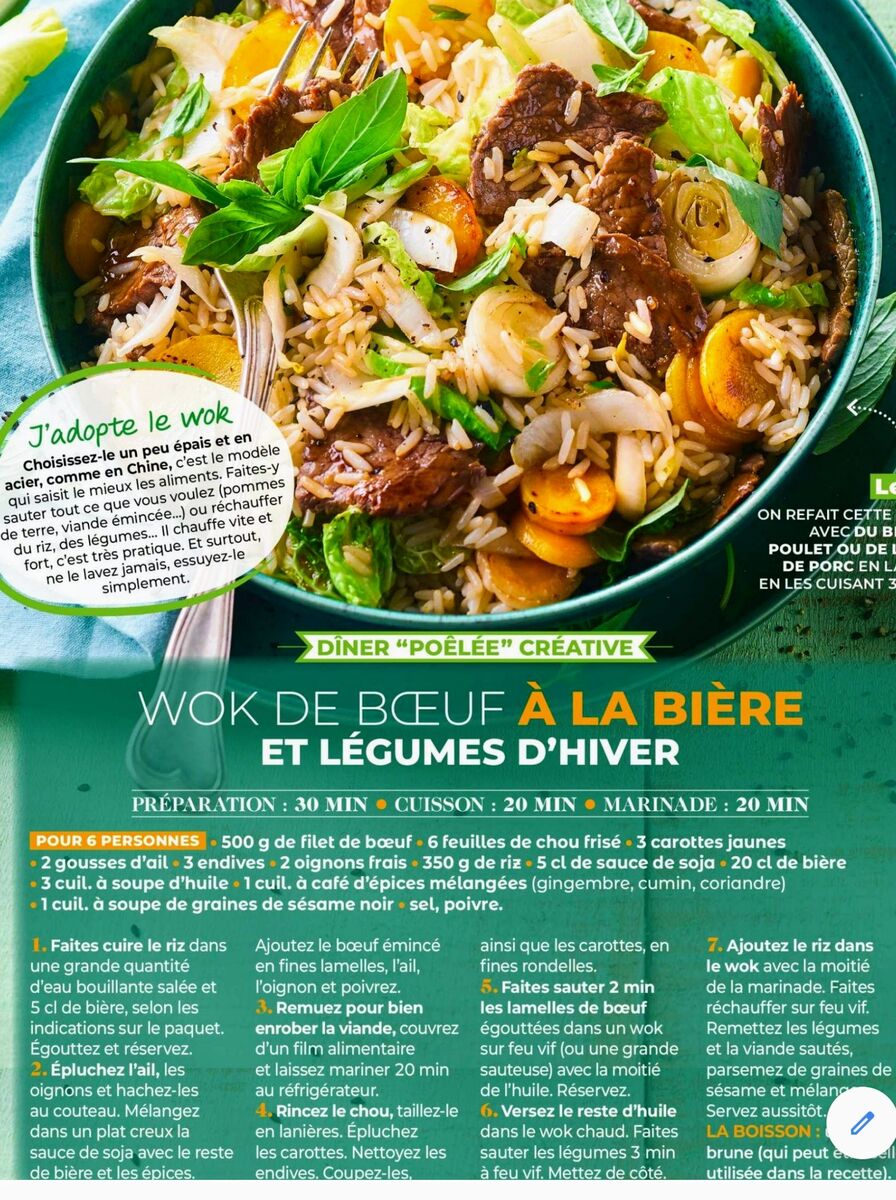 J'adopte le wok
Choisissez-le un peu épais et en
acier, comme en Chine, c'est le modèle
qui saisit le mieux les aliments. Faites-y
sauter tout ce que vous voulez (pommes
de terre, viande émincée...) ou réchauffer
du riz, des légumes... Il chauffe vite et
fort, c'est très pratique. Et surtout,
ne le lavez jamais, essuyez-le
simplement.
ON REFAIT CETTE
AVEC DU
POULET OU DE
DE PORC EN
EN LES CUISANT 3
DÎNER “POÊLÉE” CRÉATIVE
WOK DE BŒUF À LA BIÈRE
ET LÉGUMES D'HIVER
PRÉPARATION : 30 MIN • CUISSON : 20 MIN • MARINADE : 20 MIN
POUR 6 PERSONNES • 500 g de filet de bœuf • 6 feuilles de chou frisé • 3 carottes jaunes
• 2 gousses d'ail • 3 endives • 2 oignons frais • 350 g de riz • 5 cl de sauce de soja • 20 cl de bière
• 3 cuil. à soupe d'huile • 1 cuil. à café d'épices mélangées (gingembre, cumin, coriandre)
• 1 cuil. à soupe de graines de sésame noir • sel, poivre.
1. Faites cuire le riz dans
une grande quantité
d'eau bouillante salée et
5 cl de bière, selon les
indications sur le paquet.
Égouttez et réservez.
2. Épluchez l'ail, les
oignons et hachez-les
au couteau. Mélangez
dans un plat creux la
sauce de soja avec le reste
de bière et les épices.
Ajoutez le bœuf émincé
en fines lamelles, l'ail,
l'oignon et poivrez.
3. Remuez pour bien
enrober la viande, couvrez
d'un film alimentaire
et laissez mariner 20 min
au réfrigérateur.
4. Rincez le chou, taillez-le
en lanières. Épluchez
les carottes. Nettoyez les
endives. Coupez-les,
ainsi que les carottes, en
fines rondelles.
5. Faites sauter 2 min
les lamelles de bœuf
égouttées dans un wok
sur feu vif (ou une grande
sauteuse) avec la moitié
de l'huile. Réservez.
6. Versez le reste d'huile
dans le wok chaud. Faites
sauter les légumes 3 min
à feu vif. Mettez de côté.
7. Ajoutez le riz dans
le wok avec la moitié
de la marinade. Faites
réchauffer sur feu vif.
Remettez les légumes
et la viande sautés,
parsemez de graines de
sésame et
Servez aussitôt.
LA BOISSON :
brune (qui peut
utilisée dans la recette).